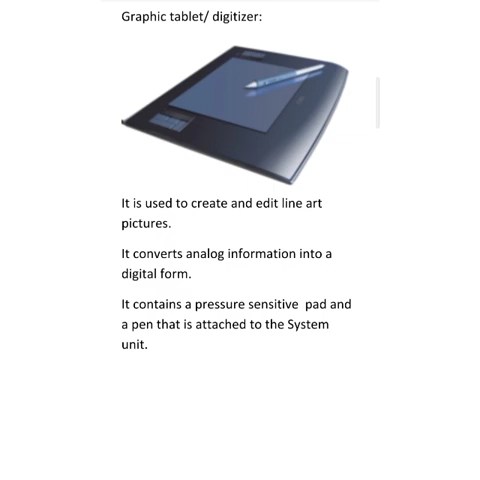 Graphic tablet/ digitizer:
It is used to create and edit line art
pictures.
It converts analog information into a
digital form.
It contains a pressure sensitive  pad and
a pen that is attached to the System
unit.